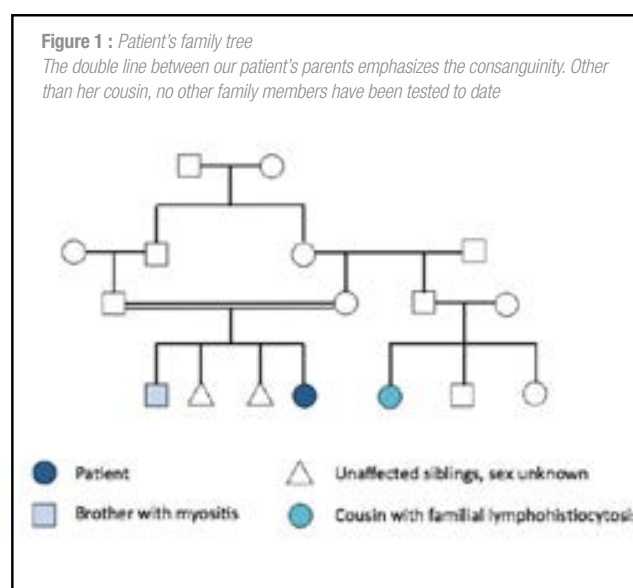 Figure 1 : Patient's family tree
The double line between our patient's parents emphasizes the consanguinity. Other
than her cousin, no other family members have been tested to date
Patient
Unaffected siblings, sex unknown
Brother with myositis
Cousin with familial lymphohistiocytosis